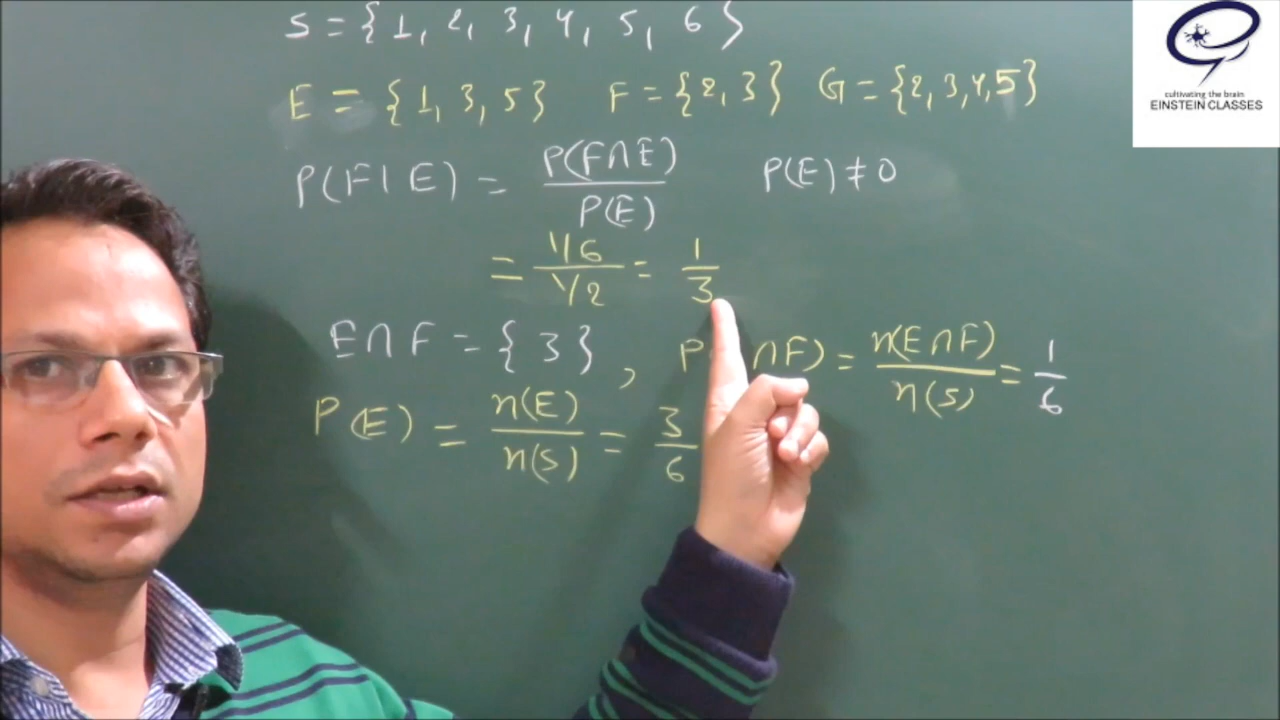 S = {1, 2, 3, 4, 5, 6}
E = {1, 3, 5} F = {2, 3} G = {2, 3, 4, 5}
P(F|E) = P(F∩E) / P(E) P(E) ≠ 0
= 1/6 / 1/2 = 1/3
E∩F = {3}, P( ∩F) = n(E∩F) / n(S) = 1/6
P(E) = n(E) / n(S) = 3/6
cultivating the brain
EINSTEIN CLASSES